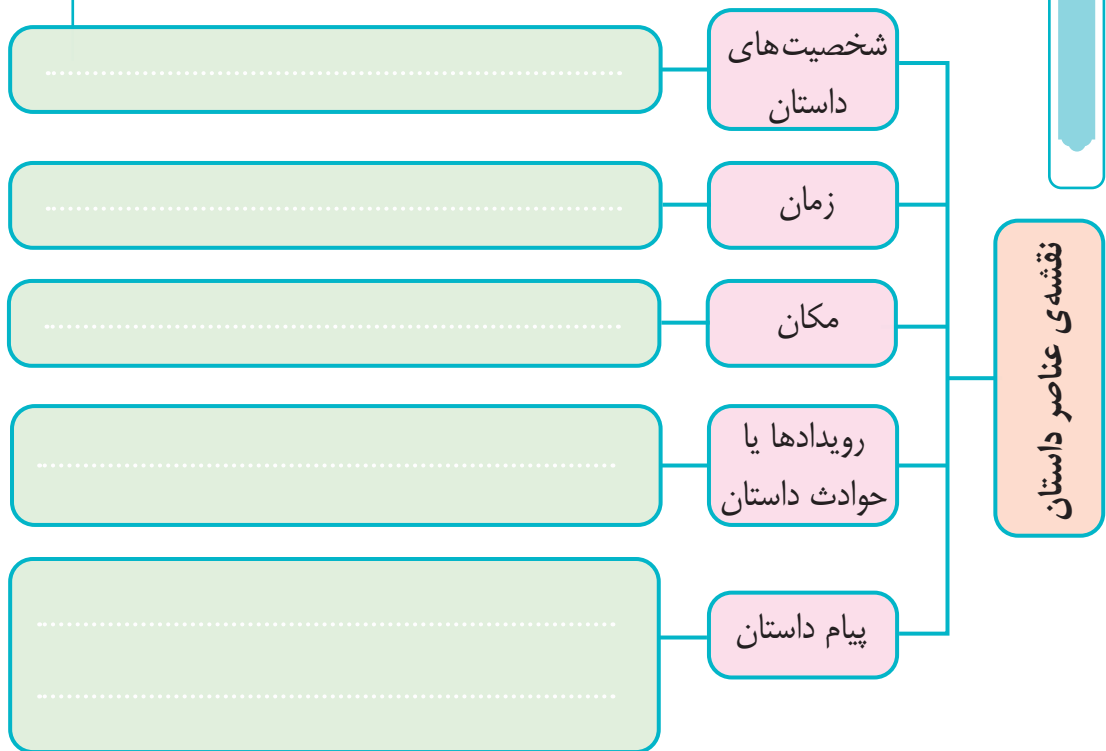 نقشه‌ی عناصر داستان
شخصیت‌های
داستان
زمان
مکان
رویدادها یا
حوادث داستان
پیام داستان